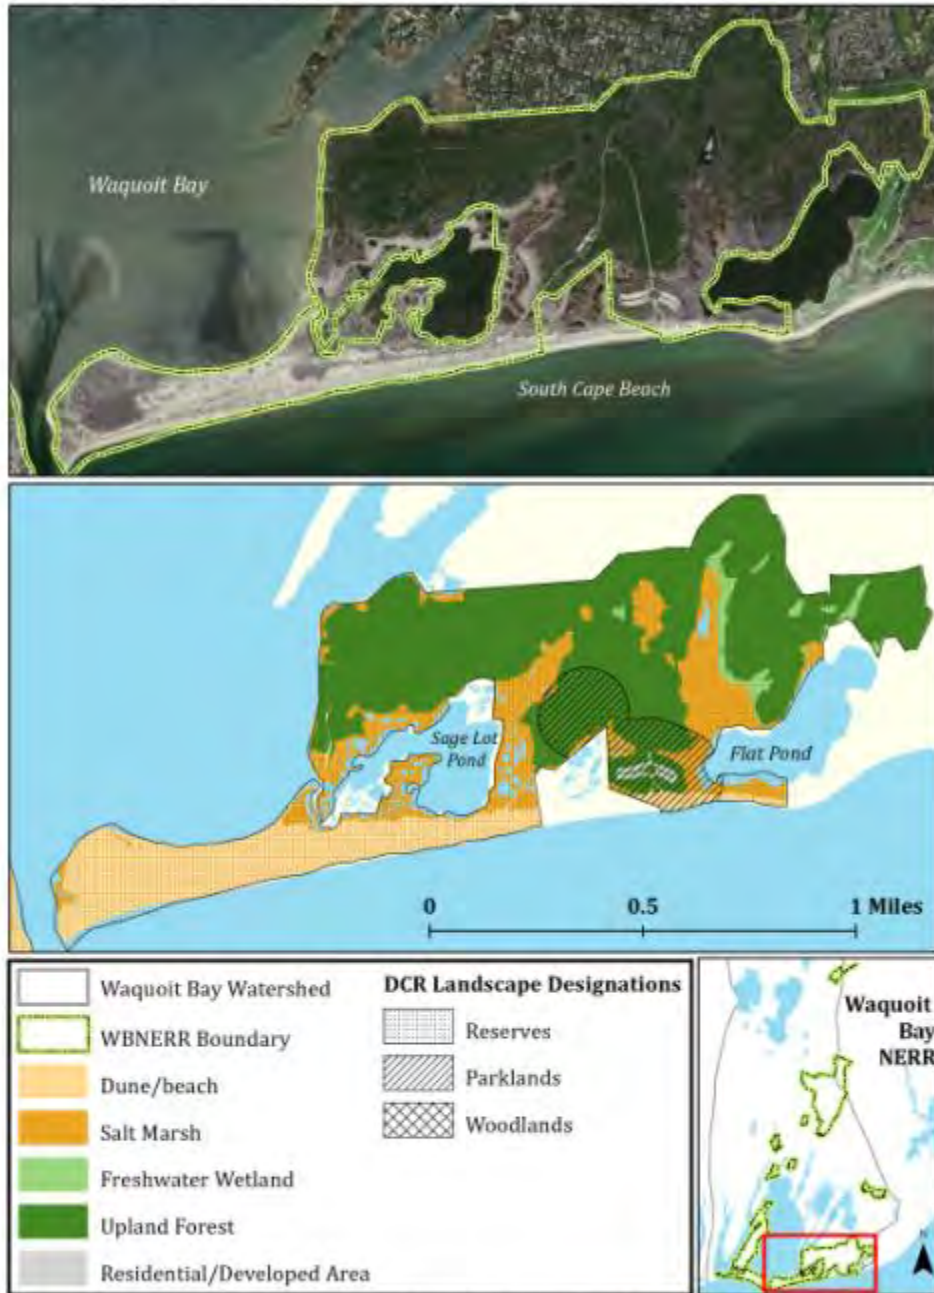 Waquoit Bay
South Cape Beach
Sage Lot
Pond
Flat Pond
0 0.5 1 Miles
Waquoit Bay Watershed
WBNERR Boundary
Dune/beach
Salt Marsh
Freshwater Wetland
Upland Forest
Residential/Developed Area
DCR Landscape Designations
Reserves
Parklands
Woodlands
Waquoit
Bay
NERR
N